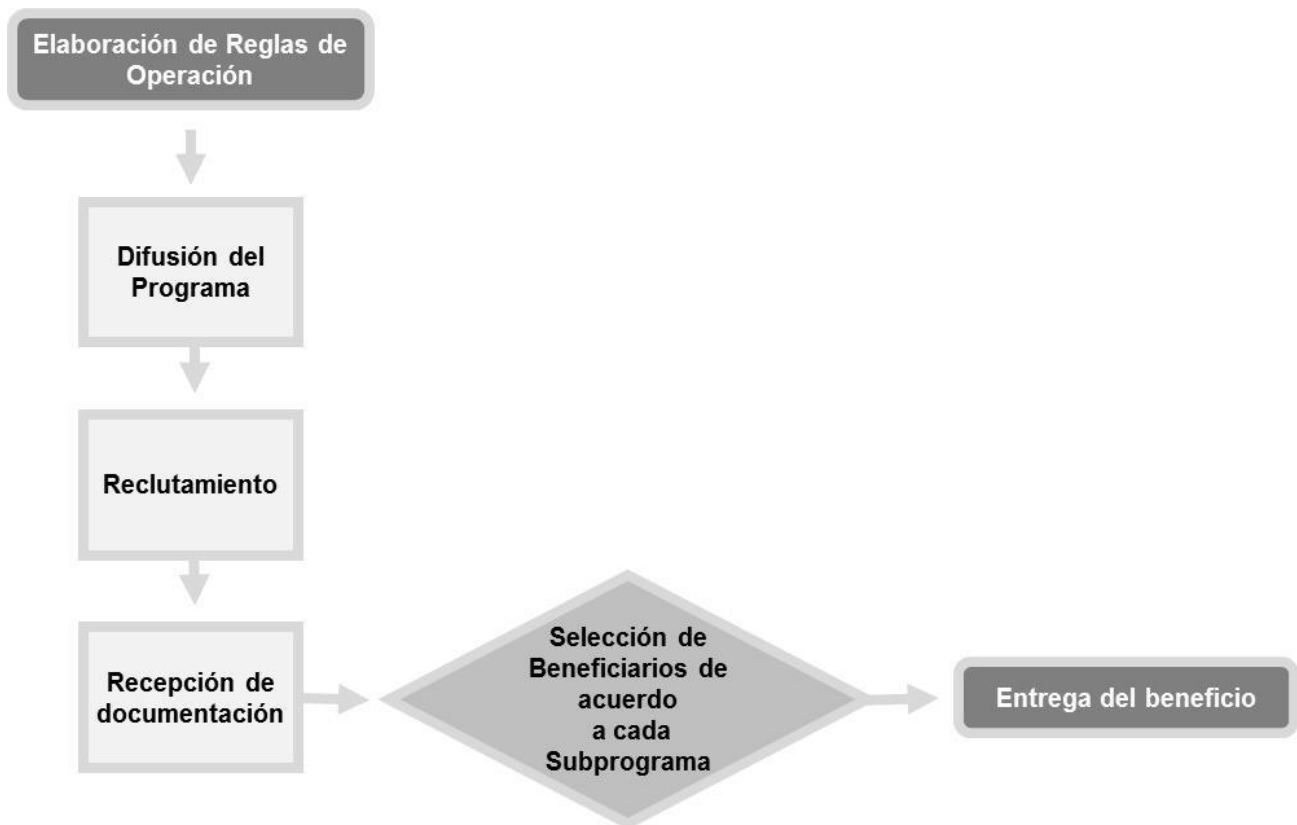 Elaboración de Reglas de
Operación
Difusión del
Programa
Reclutamiento
Recepción de
documentación
Selección de
Beneficiarios de
acuerdo
a cada
Subprograma
Entrega del beneficio